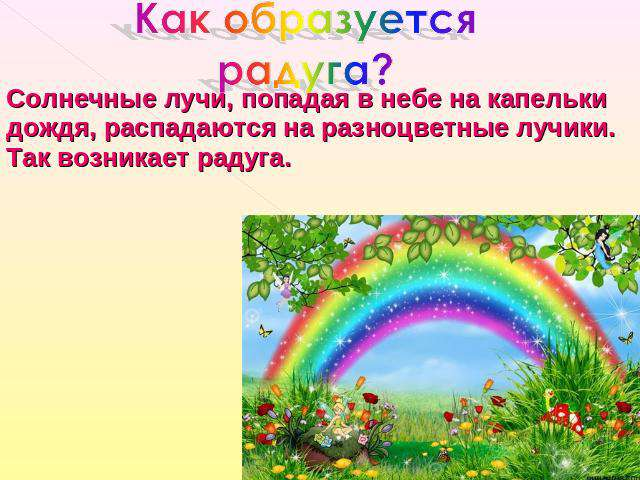 Как образуется
радуга?
Солнечные лучи, попадая в небе на капельки
дождя, распадаются на разноцветные лучики.
Так возникает радуга.